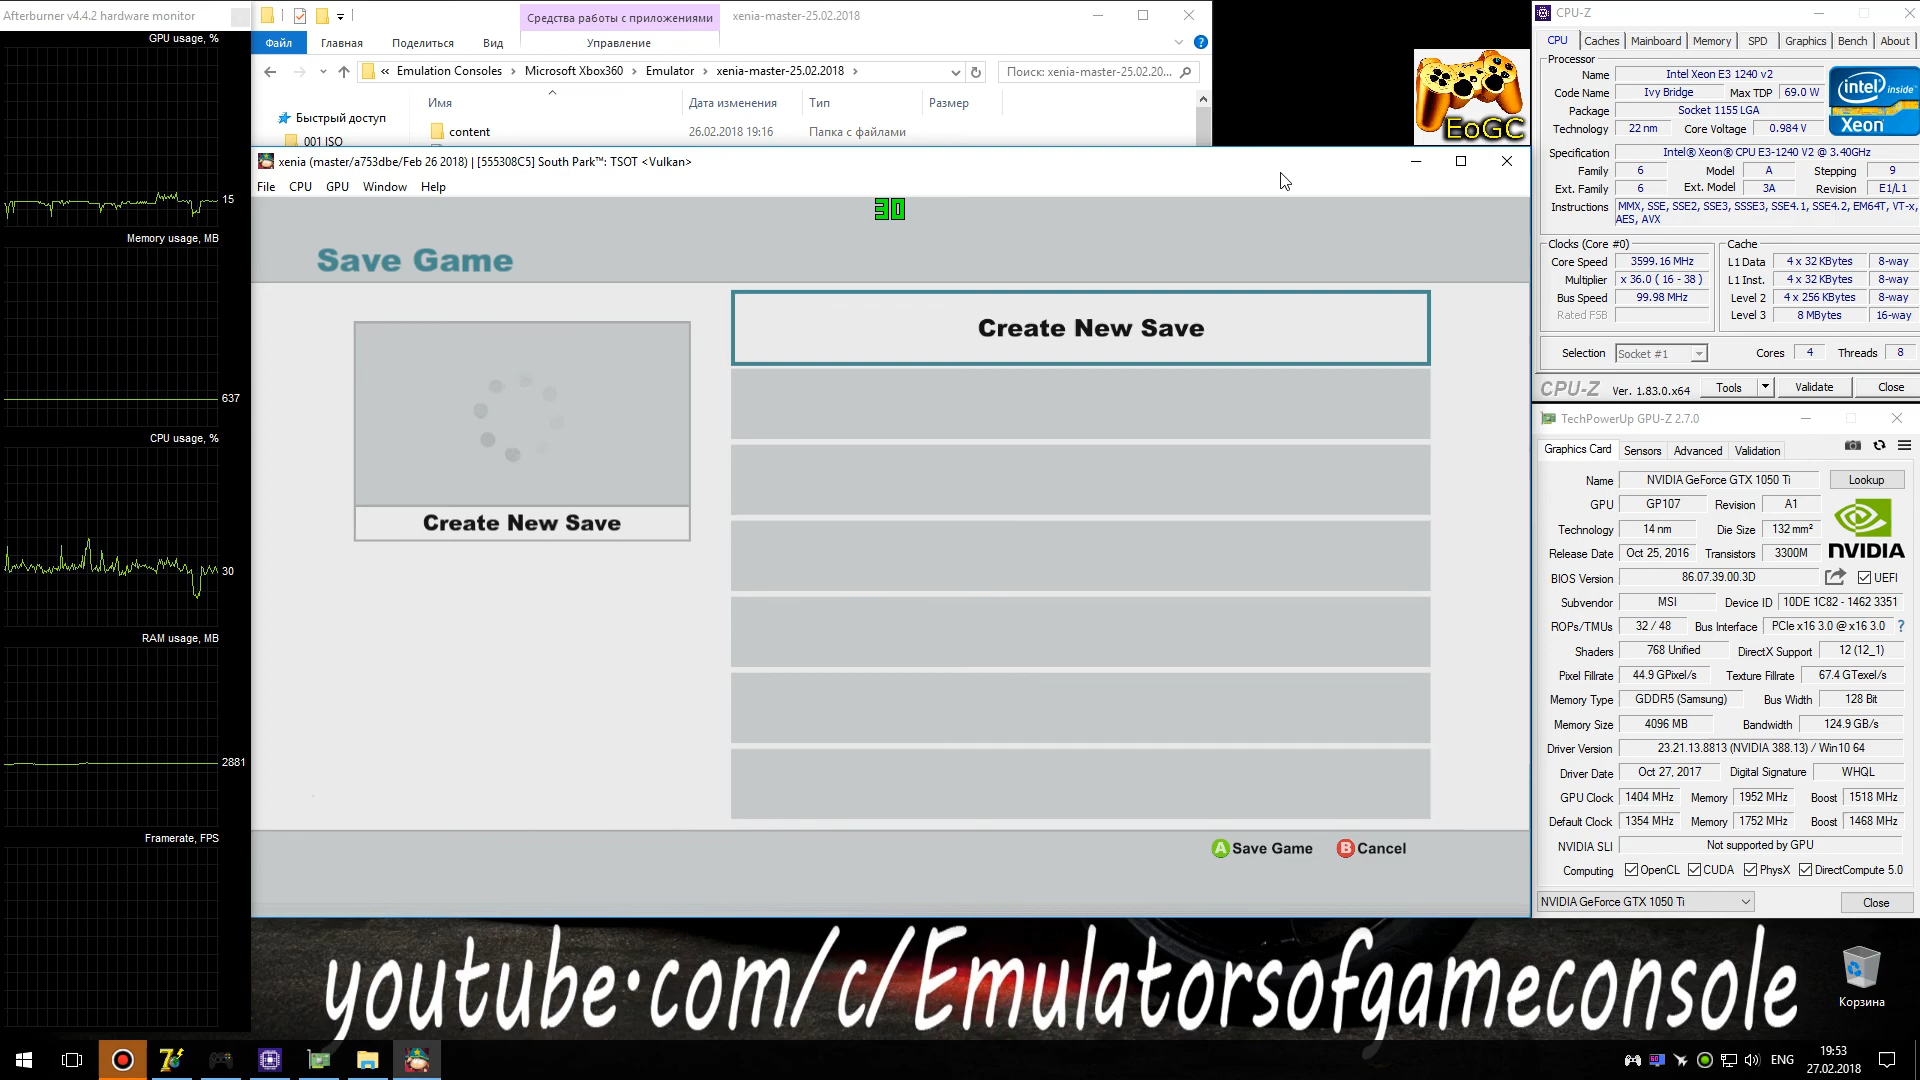 Afterburner v4.4.2 hardware monitor
GPU usage, %
15
Memory usage, MB
637
CPU usage, %
30
RAM usage, MB
2881
Framerate, FPS
Средства работы с приложениями
xenia-master-25.02.2018
Файл
Главная
Поделиться
Вид
Управление
« Emulation Consoles › Microsoft Xbox360 › Emulator › xenia-master-25.02.2018 ›
Поиск: xenia-master-25.02.20...
Имя
Дата изменения
Тип
Размер
Быстрый доступ
001 ISO
content
26.02.2018 19:16
Папка с файлами
EoGC
xenia (master/a753dbe/Feb 26 2018) | [555308C5] South Park™: TSOT <Vulkan>
File CPU GPU Window Help
30
Save Game
Create New Save
Create New Save
A Save Game
B Cancel
CPU-Z
CPU Caches Mainboard Memory SPD Graphics Bench About
Processor
Name Intel Xeon E3 1240 v2
Code Name Ivy Bridge Max TDP 69.0 W
Package Socket 1155 LGA
Technology 22 nm Core Voltage 0.984 V
intel inside™
Xeon
Specification Intel® Xeon® CPU E3-1240 V2 @ 3.40GHz
Family 6 Model A Stepping 9
Ext. Family 6 Ext. Model 3A Revision E1/L1
Instructions MMX, SSE, SSE2, SSE3, SSSE3, SSE4.1, SSE4.2, EM64T, VT-x,
AES, AVX
Clocks (Core #0)
Core Speed 3599.16 MHz
Multiplier x 36.0 ( 16 - 38 )
Bus Speed 99.98 MHz
Rated FSB
Cache
L1 Data 4 x 32 KBytes 8-way
L1 Inst. 4 x 32 KBytes 8-way
Level 2 4 x 256 KBytes 8-way
Level 3 8 MBytes 16-way
Selection Socket #1 Cores 4 Threads 8
CPU-Z Ver. 1.83.0.x64 Tools Validate Close
TechPowerUp GPU-Z 2.7.0
Graphics Card Sensors Advanced Validation
Name NVIDIA GeForce GTX 1050 Ti Lookup
GPU GP107 Revision A1
Technology 14 nm Die Size 132 mm²
Release Date Oct 25, 2016 Transistors 3300M
NVIDIA
BIOS Version 86.07.39.00.3D UEFI
Subvendor MSI Device ID 10DE 1C82 - 1462 3351
ROPs/TMUs 32 / 48 Bus Interface PCIe x16 3.0 @ x16 3.0 ?
Shaders 768 Unified DirectX Support 12 (12_1)
Pixel Fillrate 44.9 GPixel/s Texture Fillrate 67.4 GTexel/s
Memory Type GDDR5 (Samsung) Bus Width 128 Bit
Memory Size 4096 MB Bandwidth 124.9 GB/s
Driver Version 23.21.13.8813 (NVIDIA 388.13) / Win10 64
Driver Date Oct 27, 2017 Digital Signature WHQL
GPU Clock 1404 MHz Memory 1952 MHz Boost 1518 MHz
Default Clock 1354 MHz Memory 1752 MHz Boost 1468 MHz
NVIDIA SLI Not supported by GPU
Computing OpenCL CUDA PhysX DirectCompute 5.0
NVIDIA GeForce GTX 1050 Ti Close
youtube.com/c/Emulatorsofgameconsole
Корзина
ENG
19:53
27.02.2018